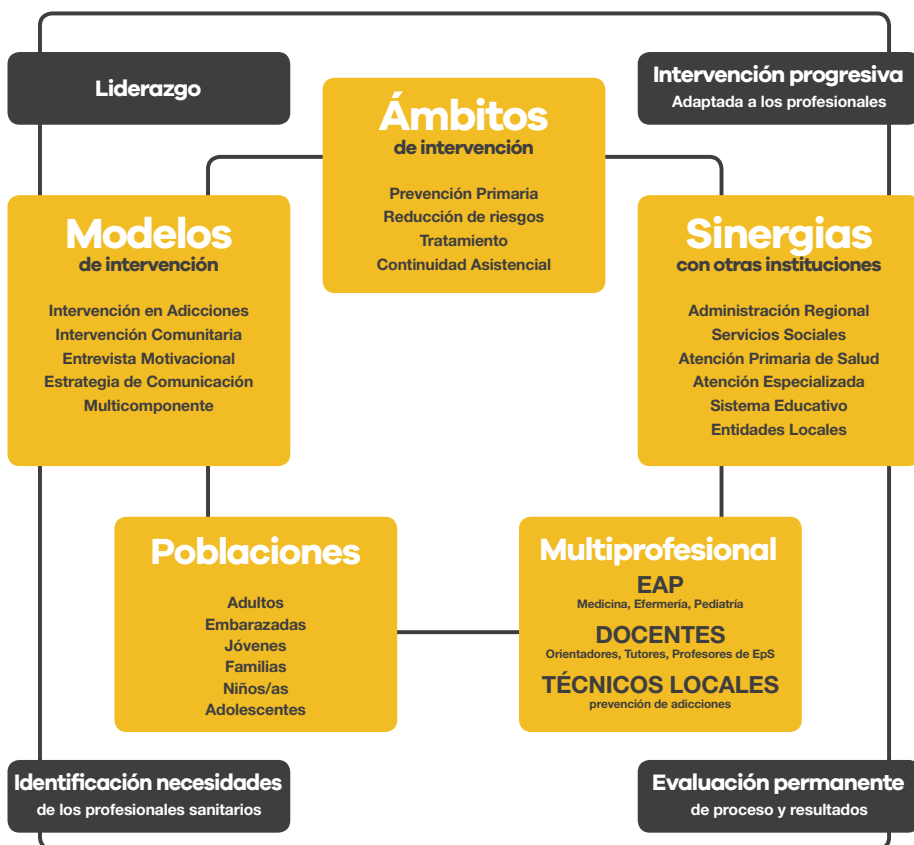 Liderazgo
Intervención progresiva
Adaptada a los profesionales
Ámbitos
de intervención
Prevención Primaria
Reducción de riesgos
Tratamiento
Continuidad Asistencial
Modelos
de intervención
Intervención en Adicciones
Intervención Comunitaria
Entrevista Motivacional
Estrategia de Comunicación
Multicomponente
Sinergias
con otras instituciones
Administración Regional
Servicios Sociales
Atención Primaria de Salud
Atención Especializada
Sistema Educativo
Entidades Locales
Poblaciones
Adultos
Embarazadas
Jóvenes
Familias
Niños/as
Adolescentes
Multiprofesional
EAP
Medicina, Efermería, Pediatría
DOCENTES
Orientadores, Tutores, Profesores de EpS
TÉCNICOS LOCALES
prevención de adicciones
Identificación necesidades
de los profesionales sanitarios
Evaluación permanente
de proceso y resultados